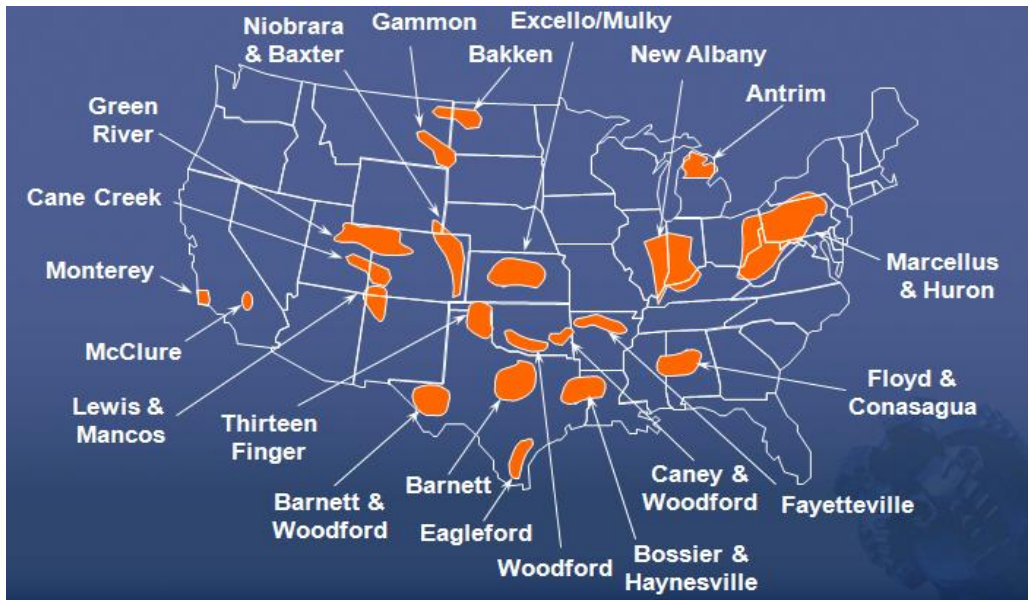 Niobrara
& Baxter
Gammon
Excello/Mulky
Bakken
New Albany
Antrim
Green
River
Cane Creek
Monterey
McClure
Marcellus
& Huron
Lewis &
Mancos
Thirteen
Finger
Floyd &
Conasagua
Barnett &
Woodford
Barnett
Eagleford
Woodford
Caney &
Woodford
Fayetteville
Bossier &
Haynesville